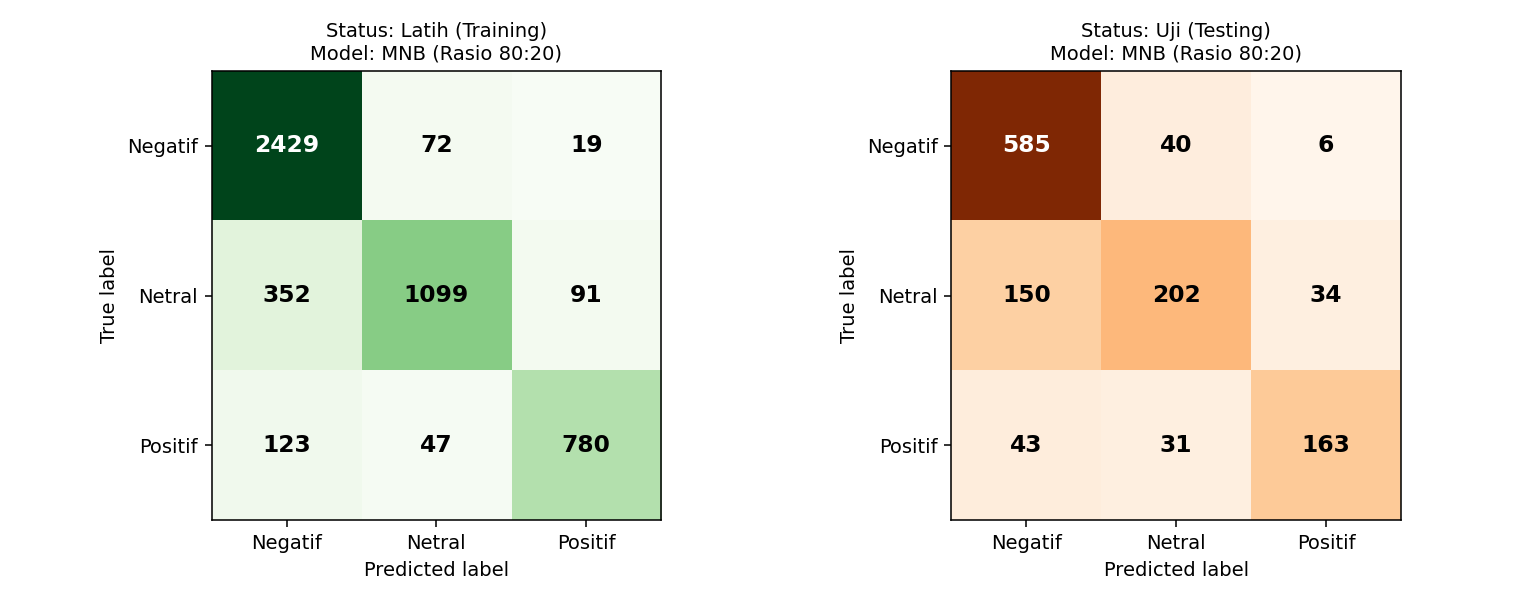 Status: Latih (Training)
Model: MNB (Rasio 80:20)
True label
Negatif
2429 72 19
Netral
352 1099 91
Positif
123 47 780
Negatif Netral Positif
Predicted label
Status: Uji (Testing)
Model: MNB (Rasio 80:20)
True label
Negatif
585 40 6
Netral
150 202 34
Positif
43 31 163
Negatif Netral Positif
Predicted label